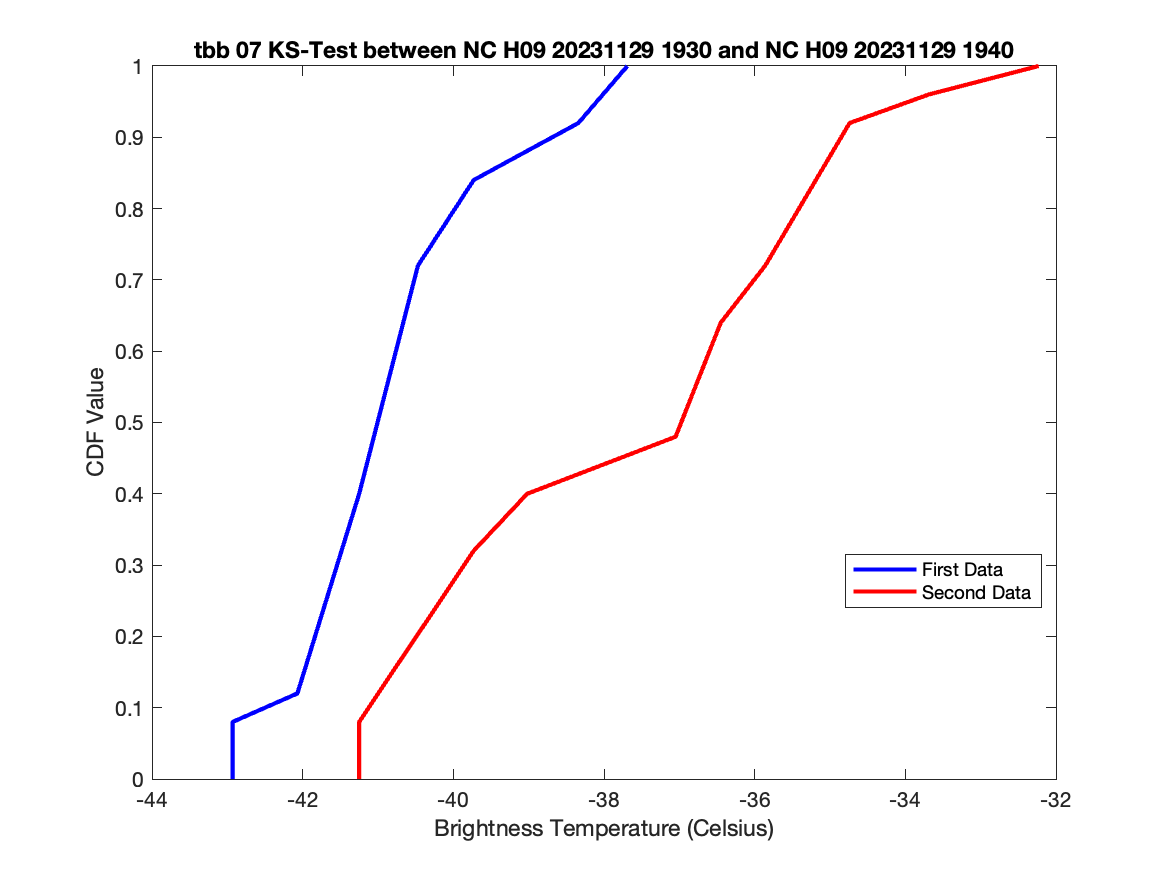 tbb 07 KS-Test between NC H09 20231129 1930 and NC H09 20231129 1940
1
0.9
0.8
0.7
0.6
0.5
0.4
0.3
0.2
0.1
0
CDF Value
First Data
Second Data
-44 -42 -40 -38 -36 -34 -32
Brightness Temperature (Celsius)